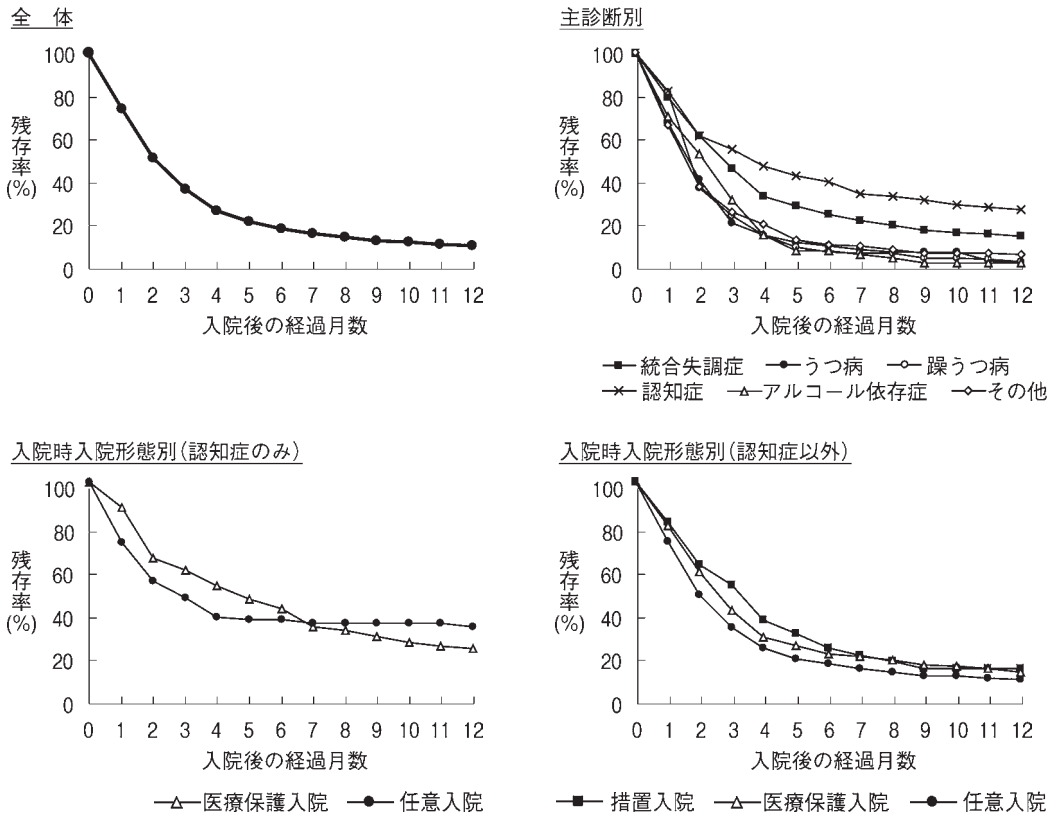 全　体
100
80
60
40
20
0
残存率(%)
0 1 2 3 4 5 6 7 8 9 10 11 12
入院後の経過月数
主診断別
100
80
60
40
20
0
残存率(%)
0 1 2 3 4 5 6 7 8 9 10 11 12
入院後の経過月数
統合失調症 うつ病 躁うつ病
認知症 アルコール依存症 その他
入院時入院形態別(認知症のみ)
100
80
60
40
20
0
残存率(%)
0 1 2 3 4 5 6 7 8 9 10 11 12
入院後の経過月数
医療保護入院 任意入院
入院時入院形態別(認知症以外)
100
80
60
40
20
0
残存率(%)
0 1 2 3 4 5 6 7 8 9 10 11 12
入院後の経過月数
措置入院 医療保護入院 任意入院